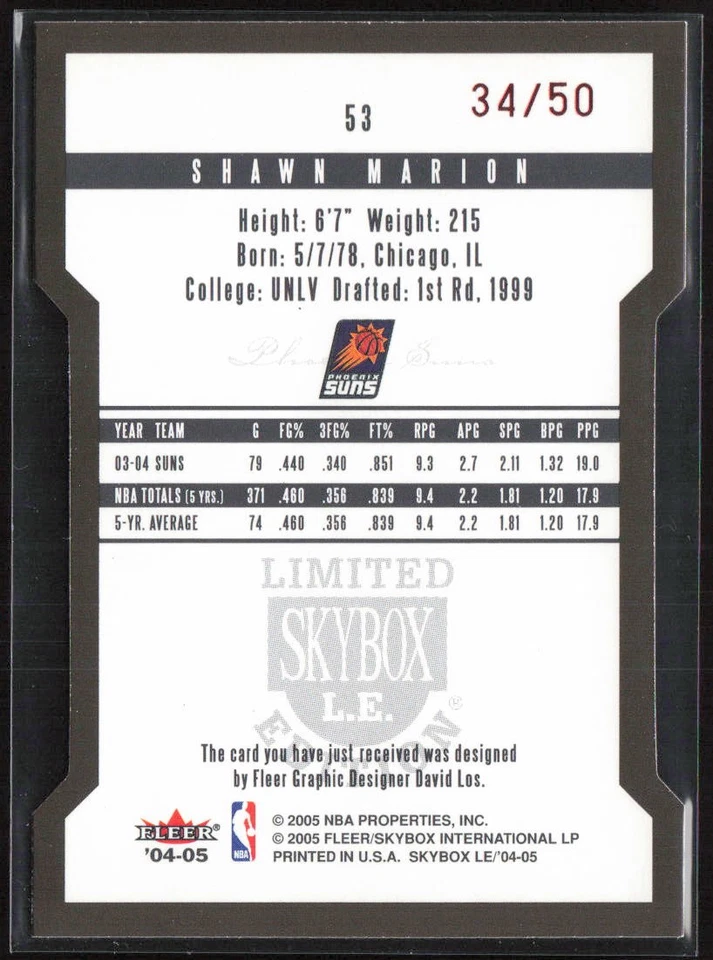 34/50
53
SHAWN MARION
Height: 6'7" Weight: 215
Born: 5/7/78, Chicago, IL
College: UNLV Drafted: 1st Rd, 1999
Phoenix Suns
PHOENIX
SUNS
YEAR TEAM G FG% 3FG% FT% RPG APG SPG BPG PPG
03-04 SUNS 79 .440 .340 .851 9.3 2.7 2.11 1.32 19.0
NBA TOTALS (5 YRS.) 371 .460 .356 .839 9.4 2.2 1.81 1.20 17.9
5-YR. AVERAGE 74 .460 .356 .839 9.4 2.2 1.81 1.20 17.9
LIMITED
SKYBOX
L.E.
EDITION®
The card you have just received was designed
by Fleer Graphic Designer David Los.
FLEER®
'04-05
NBA
© 2005 NBA PROPERTIES, INC.
© 2005 FLEER/SKYBOX INTERNATIONAL LP
PRINTED IN U.S.A. SKYBOX LE/'04-05